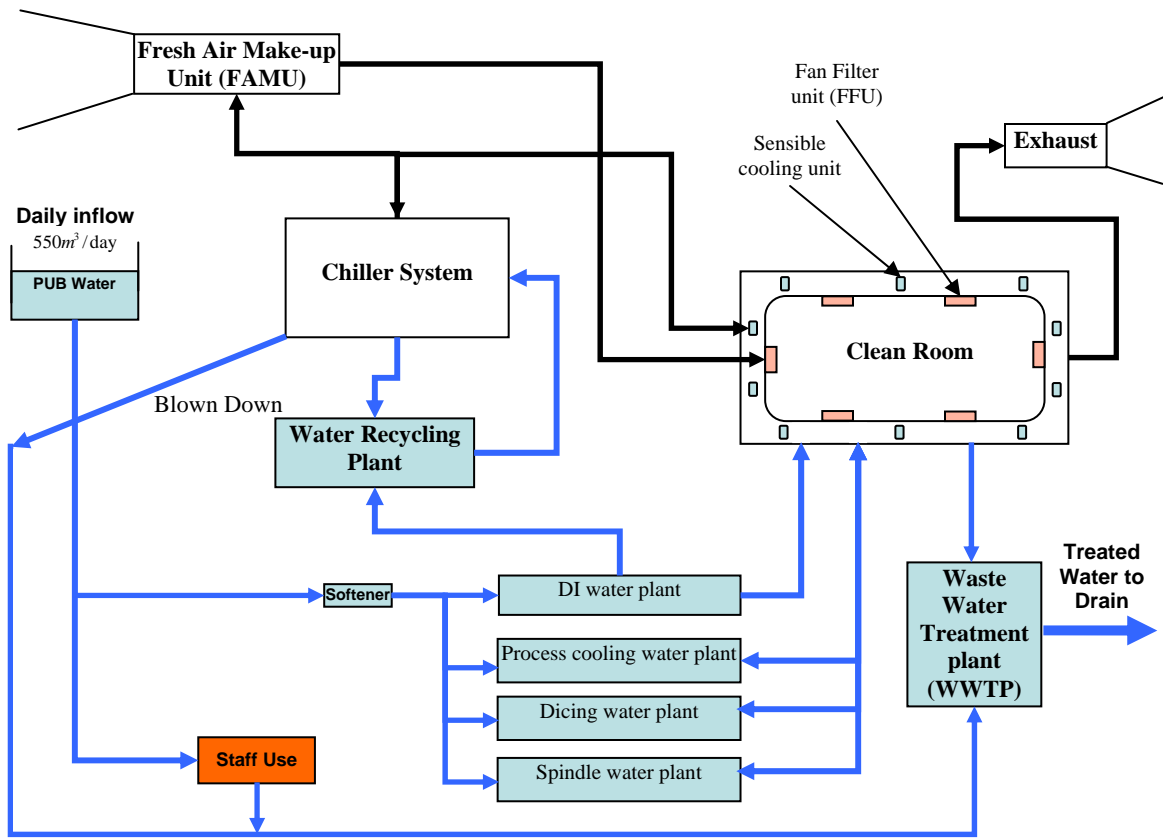 Fresh Air Make-up
Unit (FAMU)
Fan Filter
unit (FFU)
Sensible
cooling unit
Exhaust
Daily inflow
550m³/day
PUB Water
Chiller System
Clean Room
Blown Down
Water Recycling
Plant
Softener
DI water plant
Process cooling water plant
Dicing water plant
Spindle water plant
Waste
Water
Treatment
plant
(WWTP)
Treated
Water to
Drain
Staff Use